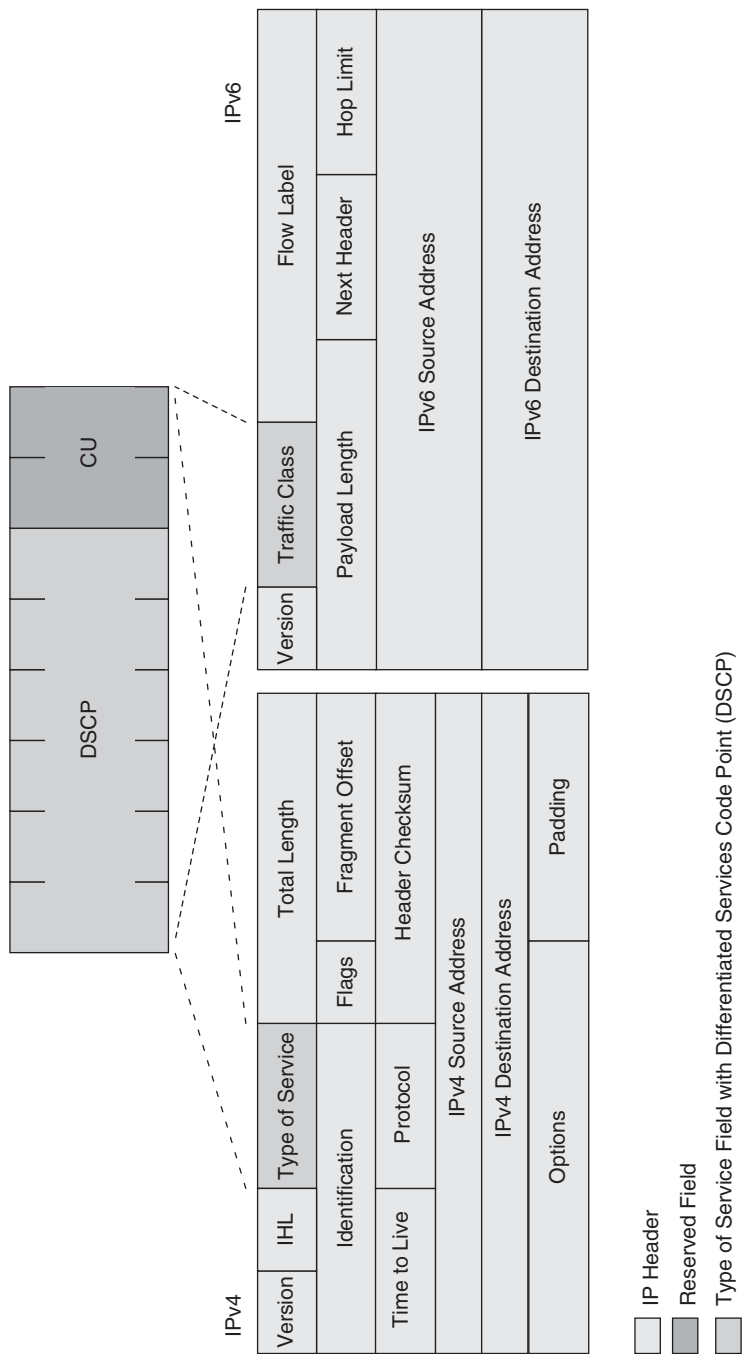 DSCP
CU
IPv4
Version
IHL
Type of Service
Total Length
Identification
Flags
Fragment Offset
Time to Live
Protocol
Header Checksum
IPv4 Source Address
IPv4 Destination Address
Options
Padding
IPv6
Version
Traffic Class
Flow Label
Payload Length
Next Header
Hop Limit
IPv6 Source Address
IPv6 Destination Address
IP Header
Reserved Field
Type of Service Field with Differentiated Services Code Point (DSCP)